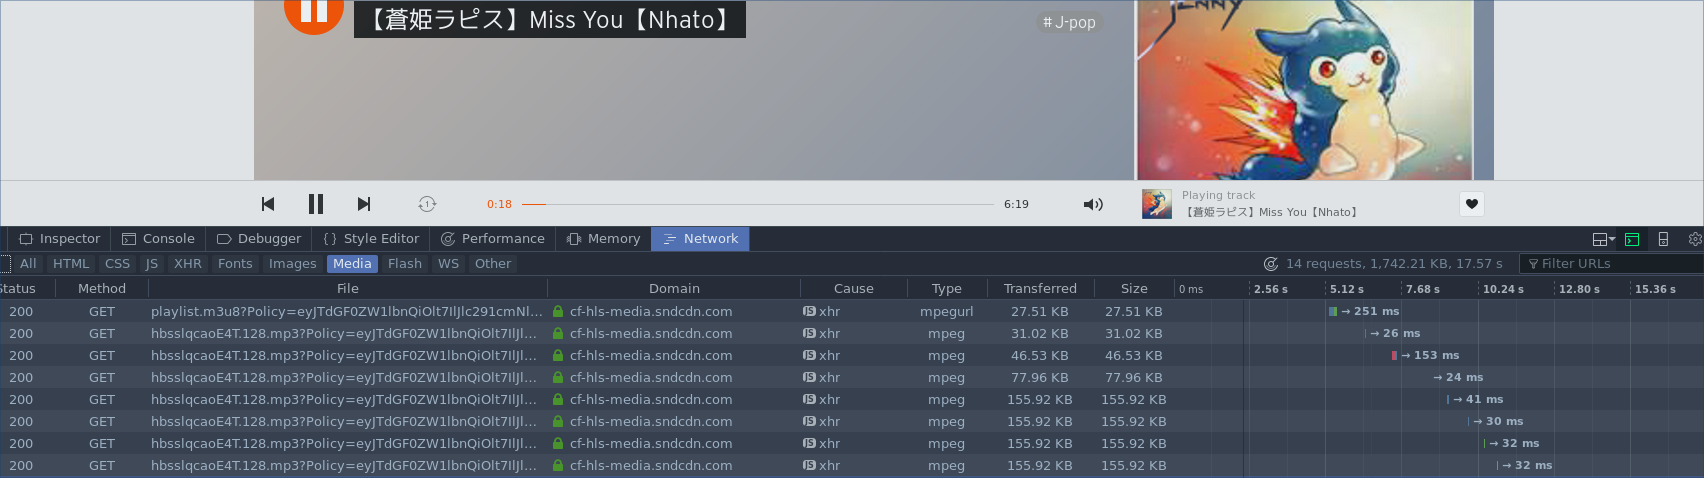 【蒼姫ラピス】Miss You【Nhato】
# J-pop
JENNY
1
0:18
6:19
Playing track
【蒼姫ラピス】Miss You【Nhato】
Inspector Console Debugger {} Style Editor Performance Memory Network
All HTML CSS JS XHR Fonts Images Media Flash WS Other 14 requests, 1,742.21 KB, 17.57 s Filter URLs
Status Method File Domain Cause Type Transferred Size 0 ms 2.56 s 5.12 s 7.68 s 10.24 s 12.80 s 15.36 s
200 GET playlist.m3u8?Policy=eyJTdGF0ZW1lbnQiOlt7IlJlc291cmNl... cf-hls-media.sndcdn.com JS xhr mpegurl 27.51 KB 27.51 KB → 251 ms
200 GET hbsslqcaoE4T.128.mp3?Policy=eyJTdGF0ZW1lbnQiOlt7IlJl... cf-hls-media.sndcdn.com JS xhr mpeg 31.02 KB 31.02 KB → 26 ms
200 GET hbsslqcaoE4T.128.mp3?Policy=eyJTdGF0ZW1lbnQiOlt7IlJl... cf-hls-media.sndcdn.com JS xhr mpeg 46.53 KB 46.53 KB → 153 ms
200 GET hbsslqcaoE4T.128.mp3?Policy=eyJTdGF0ZW1lbnQiOlt7IlJl... cf-hls-media.sndcdn.com JS xhr mpeg 77.96 KB 77.96 KB → 24 ms
200 GET hbsslqcaoE4T.128.mp3?Policy=eyJTdGF0ZW1lbnQiOlt7IlJl... cf-hls-media.sndcdn.com JS xhr mpeg 155.92 KB 155.92 KB → 41 ms
200 GET hbsslqcaoE4T.128.mp3?Policy=eyJTdGF0ZW1lbnQiOlt7IlJl... cf-hls-media.sndcdn.com JS xhr mpeg 155.92 KB 155.92 KB → 30 ms
200 GET hbsslqcaoE4T.128.mp3?Policy=eyJTdGF0ZW1lbnQiOlt7IlJl... cf-hls-media.sndcdn.com JS xhr mpeg 155.92 KB 155.92 KB → 32 ms
200 GET hbsslqcaoE4T.128.mp3?Policy=eyJTdGF0ZW1lbnQiOlt7IlJl... cf-hls-media.sndcdn.com JS xhr mpeg 155.92 KB 155.92 KB → 32 ms